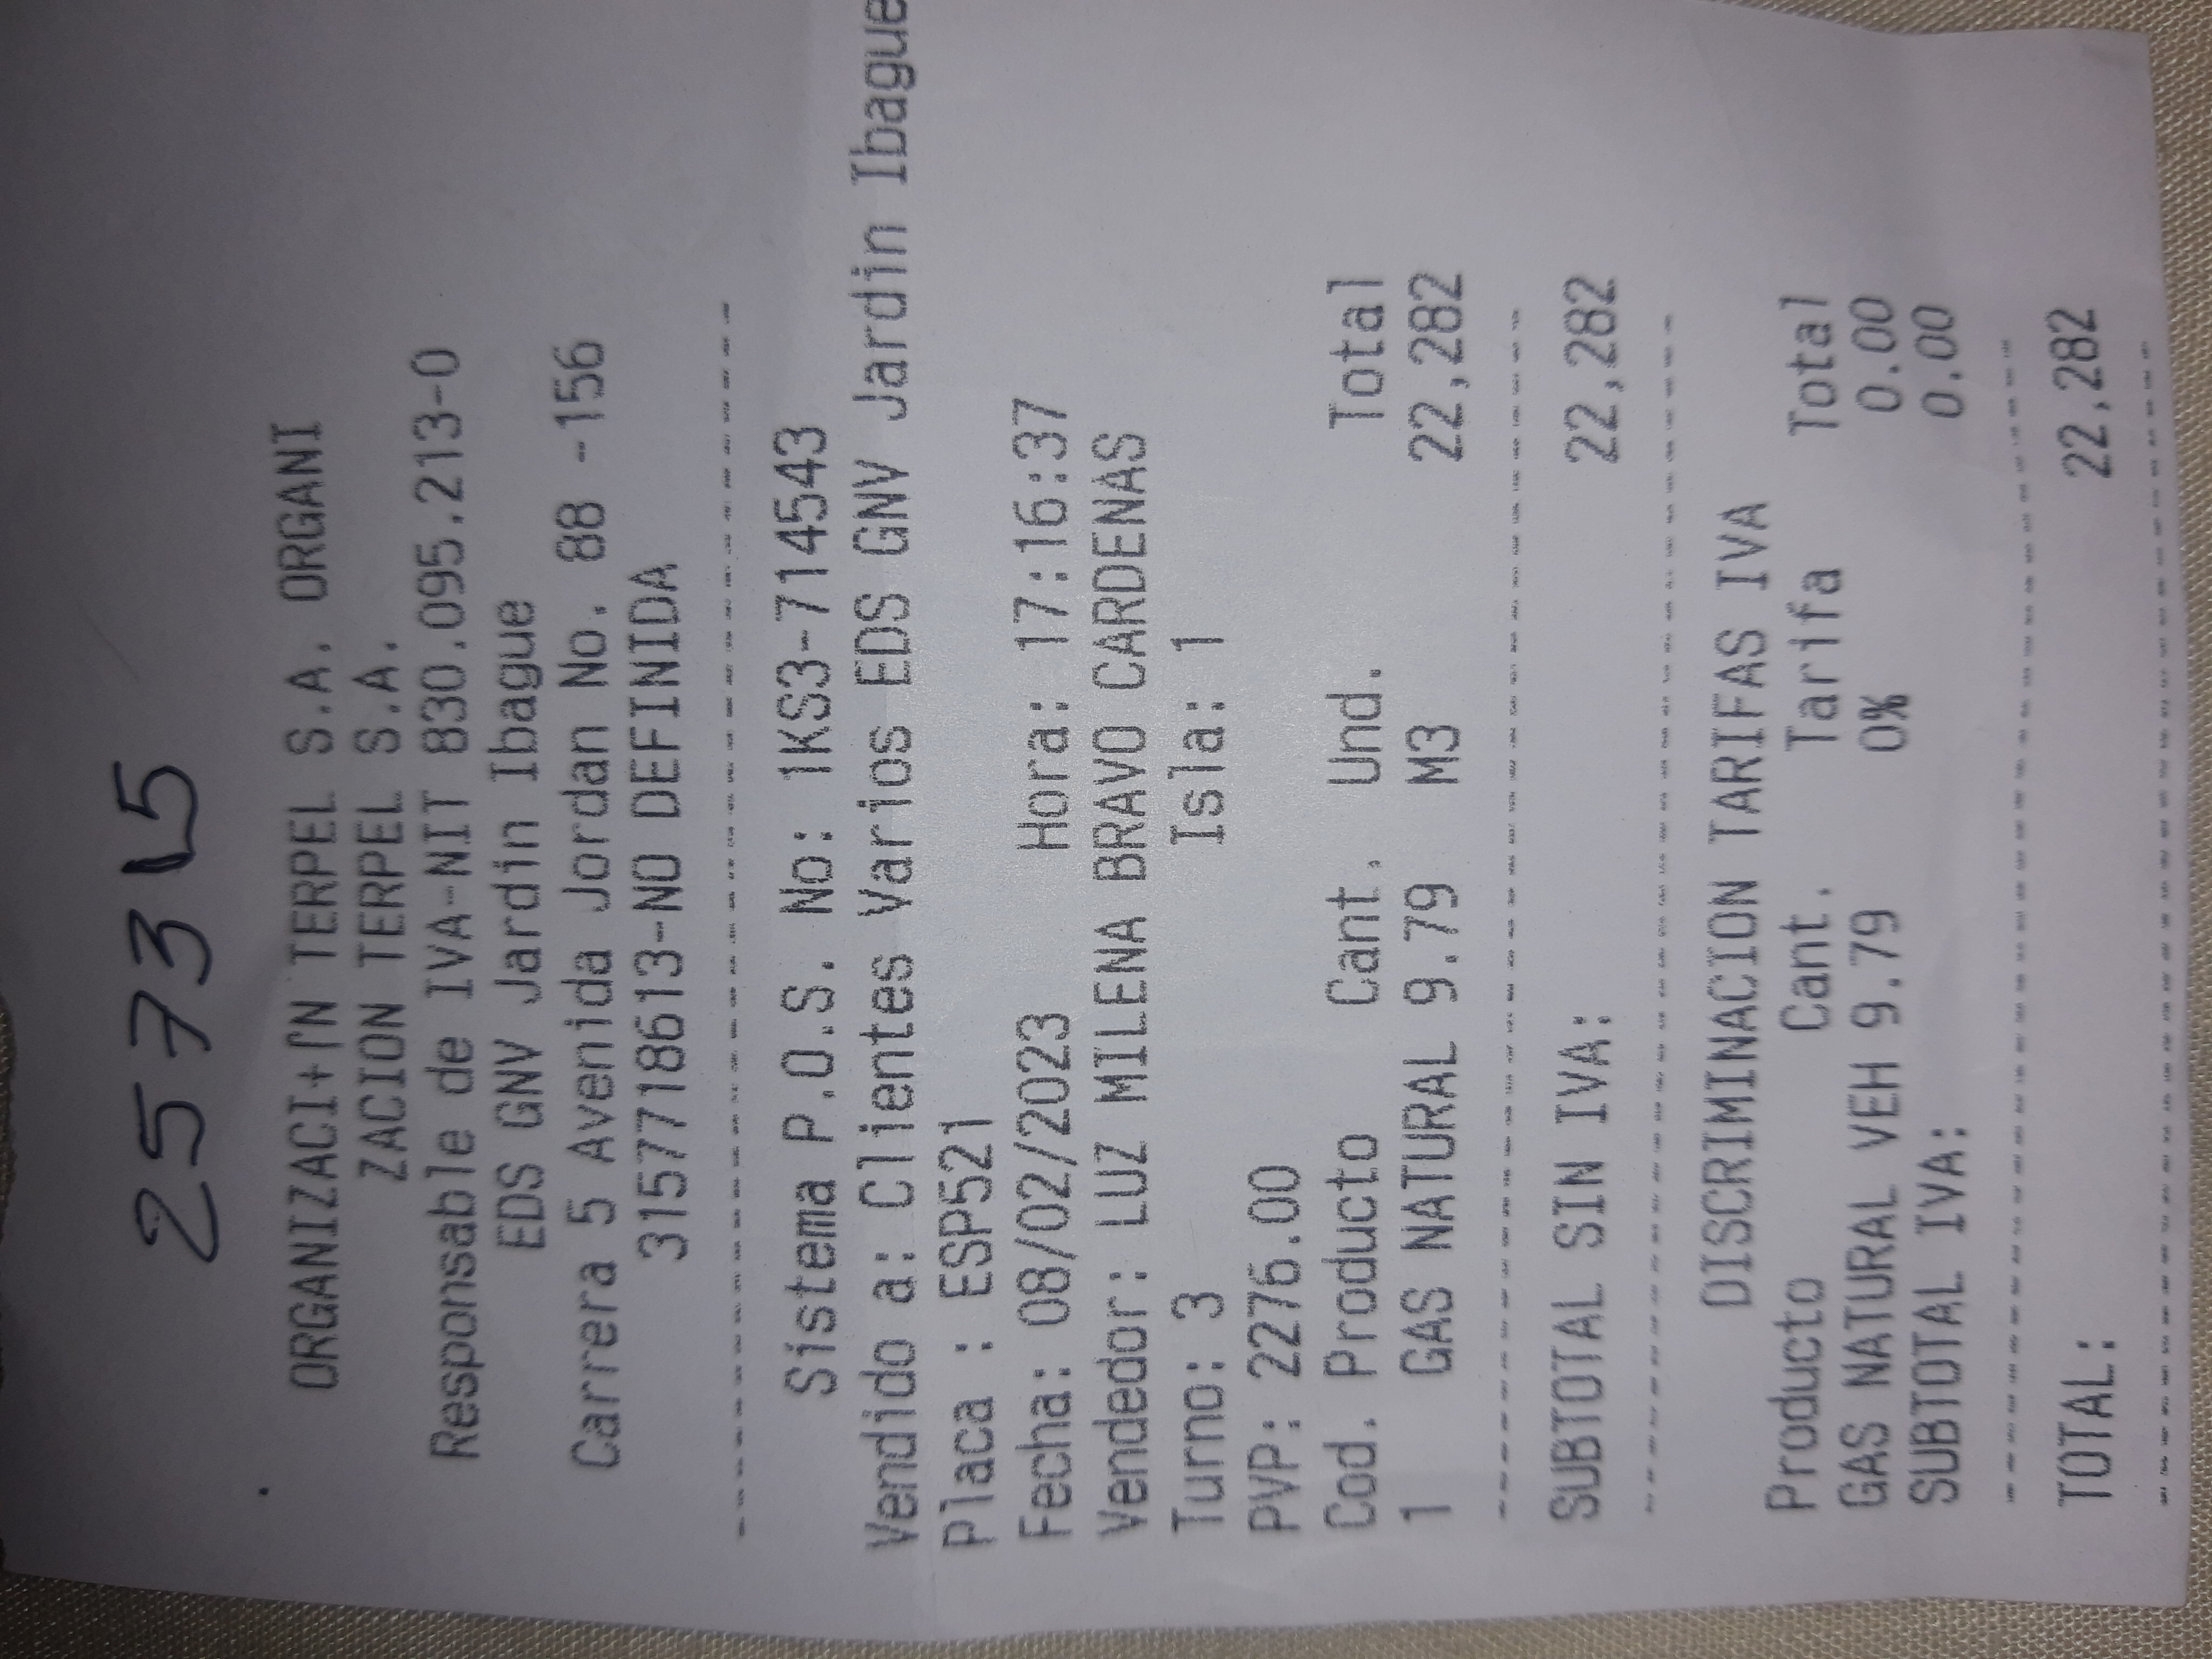 257315
ORGANIZACI+ΓN TERPEL S.A. ORGANI
ZACION TERPEL S.A.
Responsable de IVA-NIT 830.095.213-0
EDS GNV Jardin Ibague
Carrera 5 Avenida Jordan No. 88 -156
3157718613-NO DEFINIDA
Sistema P.O.S. No: 1KS3-714543
Vendido a: Clientes Varios EDS GNV Jardin Ibague
Placa : ESP521
Fecha: 08/02/2023 Hora: 17:16:37
Vendedor: LUZ MILENA BRAVO CARDENAS
Turno: 3 Isla: 1
PVP: 2276.00
Cod. Producto Cant. Und. Total
1 GAS NATURAL 9.79 M3 22,282
SUBTOTAL SIN IVA: 22,282
DISCRIMINACION TARIFAS IVA
Producto Cant. Tarifa Total
GAS NATURAL VEH 9.79 0% 0.00
SUBTOTAL IVA: 0.00
TOTAL: 22,282